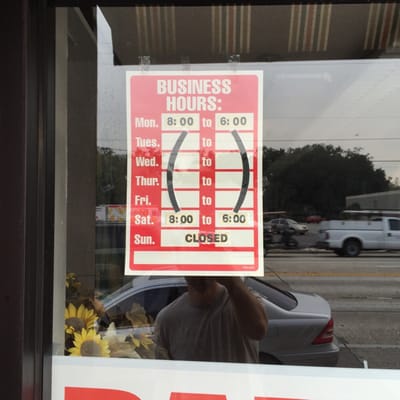 BUSINESS
HOURS:
Mon. 8:00 to 6:00
Tues. to
Wed. to
Thur. to
Fri. to
Sat. 8:00 to 6:00
Sun. CLOSED